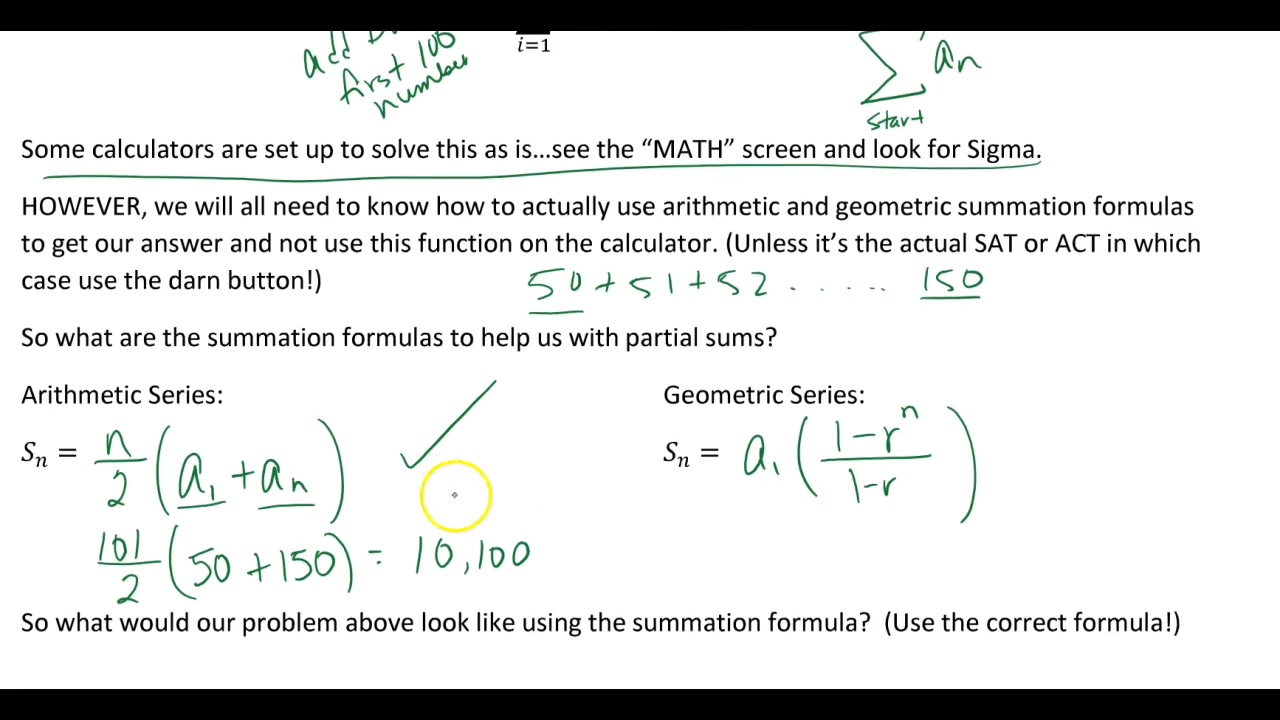 add
first 100
number
i=1
∑ an
start
Some calculators are set up to solve this as is...see the “MATH” screen and look for Sigma.
HOWEVER, we will all need to know how to actually use arithmetic and geometric summation formulas
to get our answer and not use this function on the calculator. (Unless it’s the actual SAT or ACT in which
case use the darn button!)
50 + 51 + 52 . . . . . . 150
So what are the summation formulas to help us with partial sums?
Arithmetic Series:
Sn = n/2 (a1 + an)
101/2 (50 + 150) = 10,100
Geometric Series:
Sn = a1 ((1-r^n)/(1-r))
So what would our problem above look like using the summation formula? (Use the correct formula!)